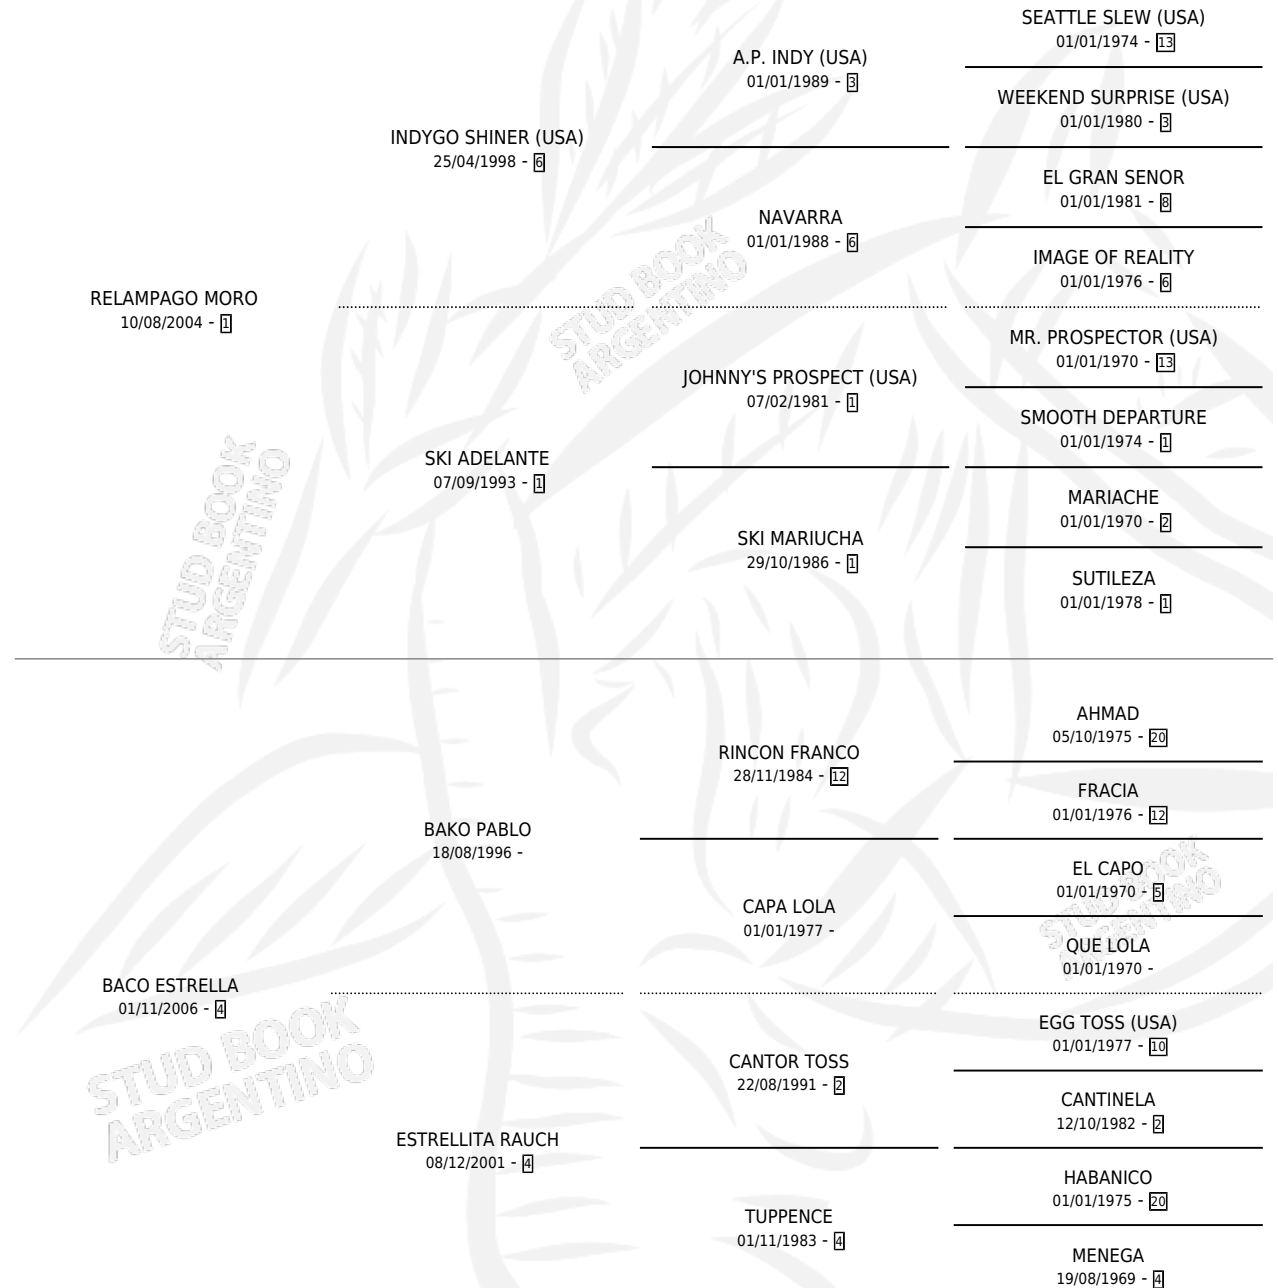 SEATTLE SLEW (USA)
01/01/1974 - 13
A.P. INDY (USA)
01/01/1989 - 3
WEEKEND SURPRISE (USA)
01/01/1980 - 3
INDYGO SHINER (USA)
25/04/1998 - 6
EL GRAN SENOR
01/01/1981 - 8
NAVARRA
01/01/1988 - 6
IMAGE OF REALITY
01/01/1976 - 6
RELAMPAGO MORO
10/08/2004 - 1
MR. PROSPECTOR (USA)
01/01/1970 - 13
JOHNNY'S PROSPECT (USA)
07/02/1981 - 1
SMOOTH DEPARTURE
01/01/1974 - 1
SKI ADELANTE
07/09/1993 - 1
MARIACHE
01/01/1970 - 2
SKI MARIUCHA
29/10/1986 - 1
SUTILEZA
01/01/1978 - 1
STUD BOOK
ARGENTINO
STUD BOOK
ARGENTINO
AHMAD
05/10/1975 - 20
RINCON FRANCO
28/11/1984 - 12
FRACIA
01/01/1976 - 12
BAKO PABLO
18/08/1996 -
EL CAPO
01/01/1970 - 5
CAPA LOLA
01/01/1977 -
QUE LOLA
01/01/1970 -
STUD BOOK
ARGENTINO
BACO ESTRELLA
01/11/2006 - 4
EGG TOSS (USA)
01/01/1977 - 10
CANTOR TOSS
22/08/1991 - 2
CANTINELA
12/10/1982 - 2
STUD BOOK
ARGENTINO
ESTRELLITA RAUCH
08/12/2001 - 4
HABANICO
01/01/1975 - 20
TUPPENCE
01/11/1983 - 4
MENEGA
19/08/1969 - 4